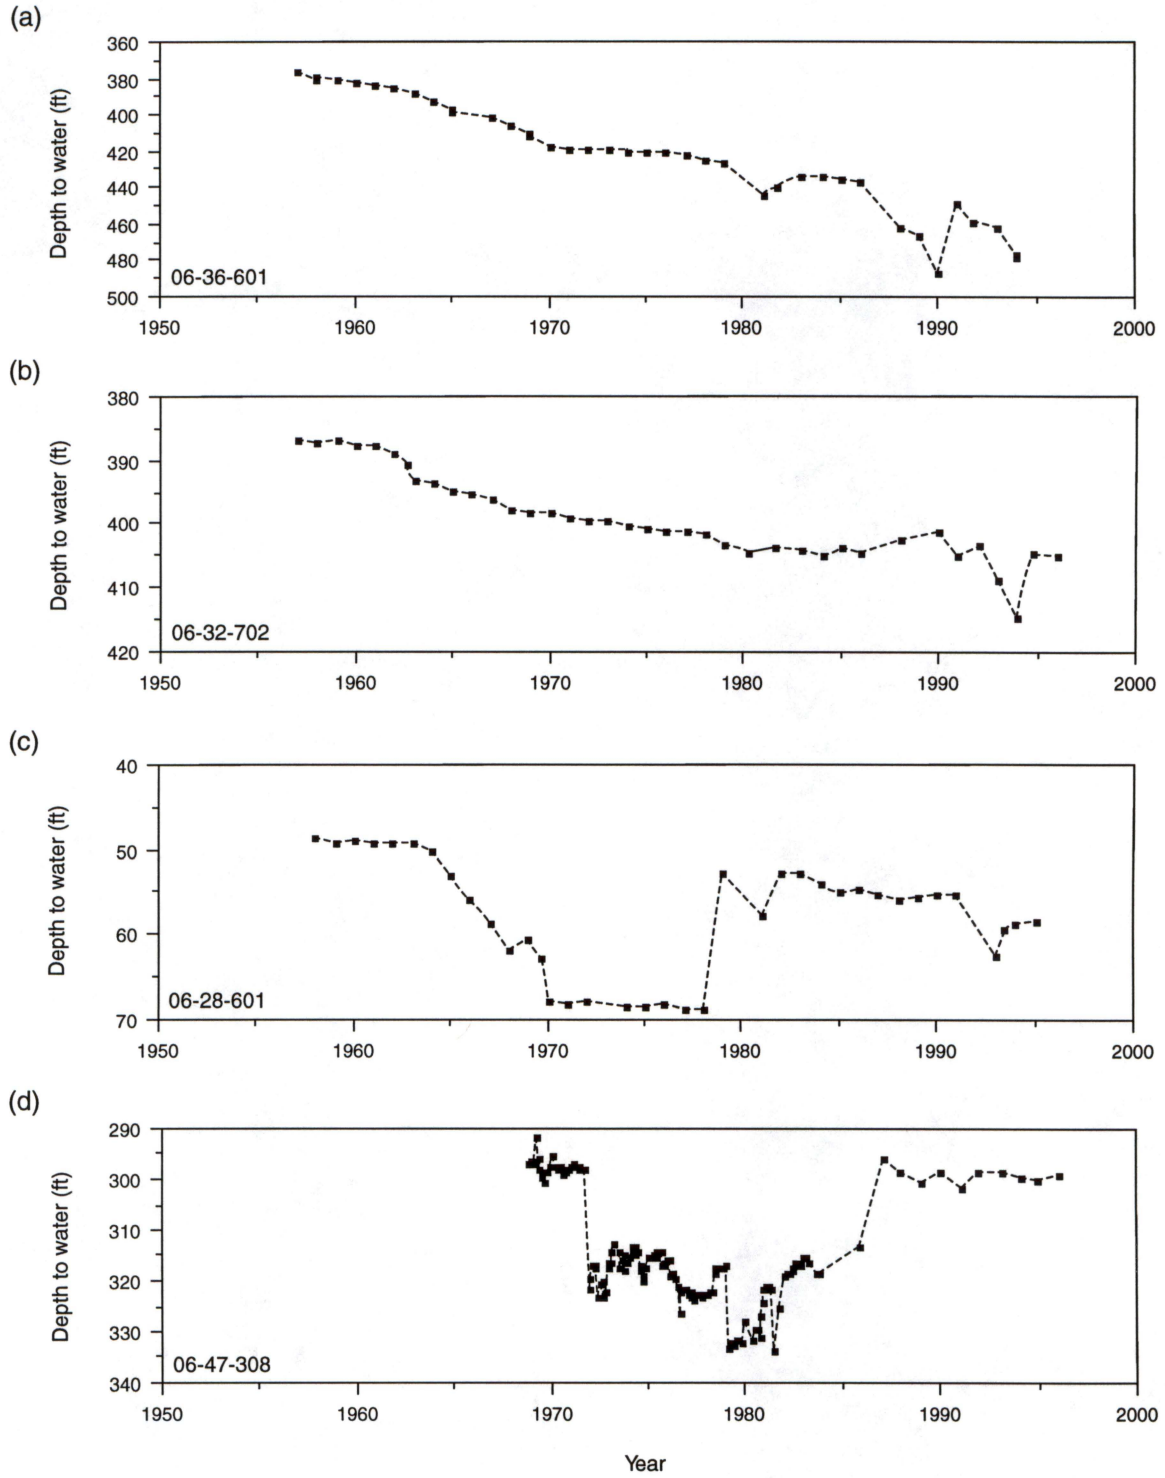 (a)
Depth to water (ft)
360
380
400
420
440
460
480
500
06-36-601
1950 1960 1970 1980 1990 2000
(b)
Depth to water (ft)
380
390
400
410
420
06-32-702
1950 1960 1970 1980 1990 2000
(c)
Depth to water (ft)
40
50
60
70
06-28-601
1950 1960 1970 1980 1990 2000
(d)
Depth to water (ft)
290
300
310
320
330
340
06-47-308
1950 1960 1970 1980 1990 2000
Year